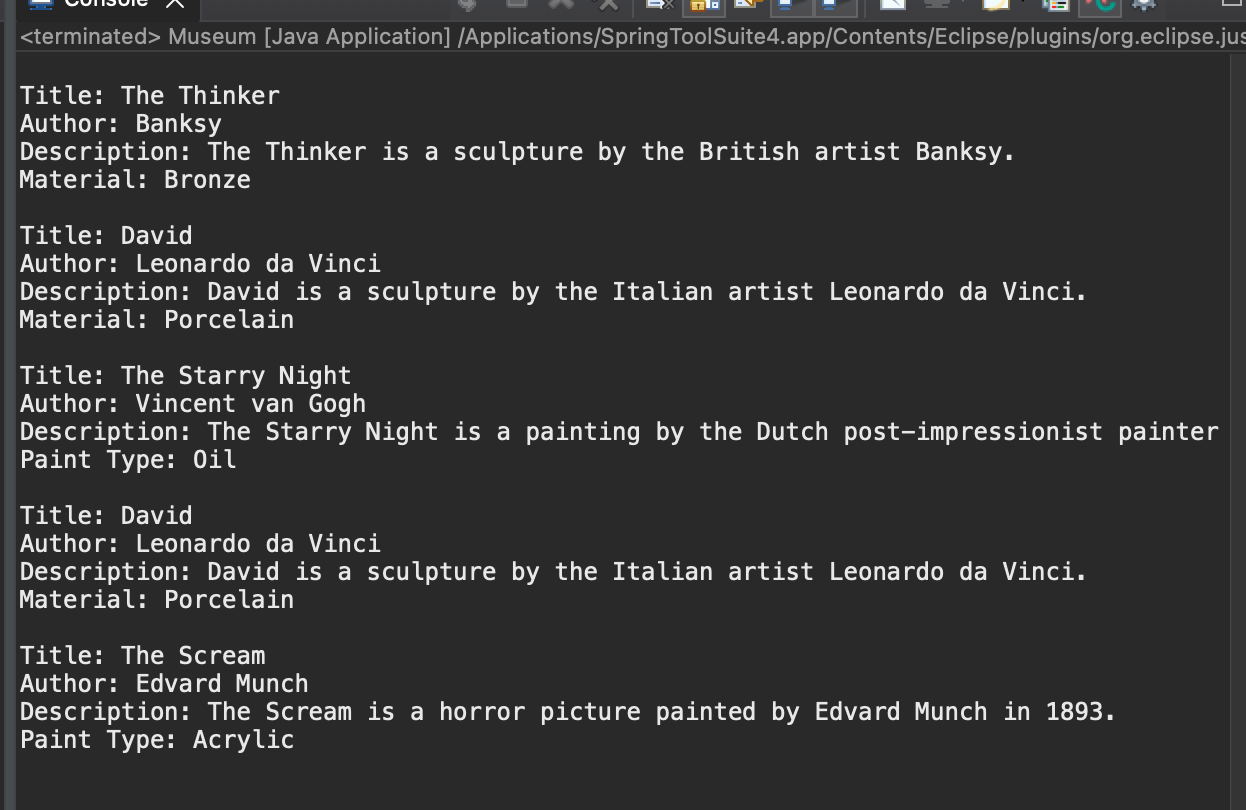 Console
<terminated> Museum [Java Application] /Applications/SpringToolSuite4.app/Contents/Eclipse/plugins/org.eclipse.jus
Title: The Thinker
Author: Banksy
Description: The Thinker is a sculpture by the British artist Banksy.
Material: Bronze
Title: David
Author: Leonardo da Vinci
Description: David is a sculpture by the Italian artist Leonardo da Vinci.
Material: Porcelain
Title: The Starry Night
Author: Vincent van Gogh
Description: The Starry Night is a painting by the Dutch post-impressionist painter
Paint Type: Oil
Title: David
Author: Leonardo da Vinci
Description: David is a sculpture by the Italian artist Leonardo da Vinci.
Material: Porcelain
Title: The Scream
Author: Edvard Munch
Description: The Scream is a horror picture painted by Edvard Munch in 1893.
Paint Type: Acrylic